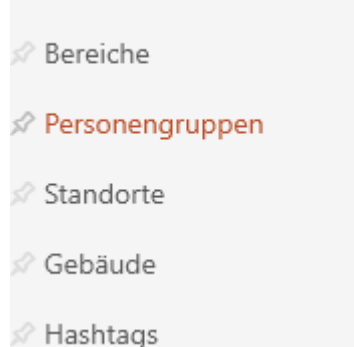 Bereiche
Personengruppen
Standorte
Gebäude
Hashtags